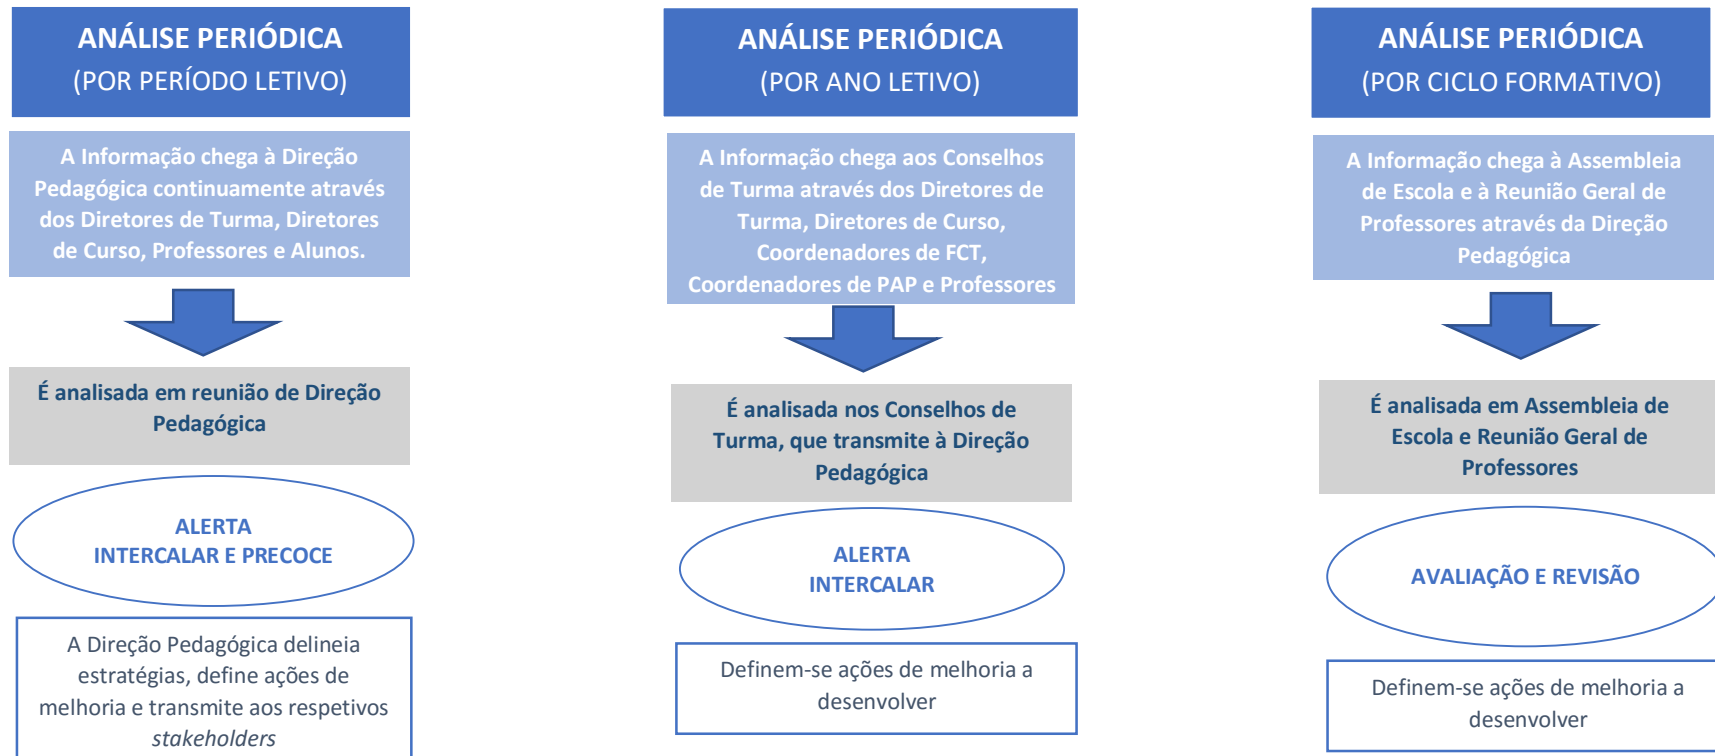 ANÁLISE PERIÓDICA
(POR PERÍODO LETIVO)
A Informação chega à Direção
Pedagógica continuamente através
dos Diretores de Turma, Diretores
de Curso, Professores e Alunos.
É analisada em reunião de Direção
Pedagógica
ALERTA
INTERCALAR E PRECOCE
A Direção Pedagógica delineia
estratégias, define ações de
melhoria e transmite aos respetivos
stakeholders
ANÁLISE PERIÓDICA
(POR ANO LETIVO)
A Informação chega aos Conselhos
de Turma através dos Diretores de
Turma, Diretores de Curso,
Coordenadores de FCT,
Coordenadores de PAP e Professores
É analisada nos Conselhos de
Turma, que transmite à Direção
Pedagógica
ALERTA
INTERCALAR
Definem-se ações de melhoria a
desenvolver
ANÁLISE PERIÓDICA
(POR CICLO FORMATIVO)
A Informação chega à Assembleia
de Escola e à Reunião Geral de
Professores através da Direção
Pedagógica
É analisada em Assembleia de
Escola e Reunião Geral de
Professores
AVALIAÇÃO E REVISÃO
Definem-se ações de melhoria a
desenvolver